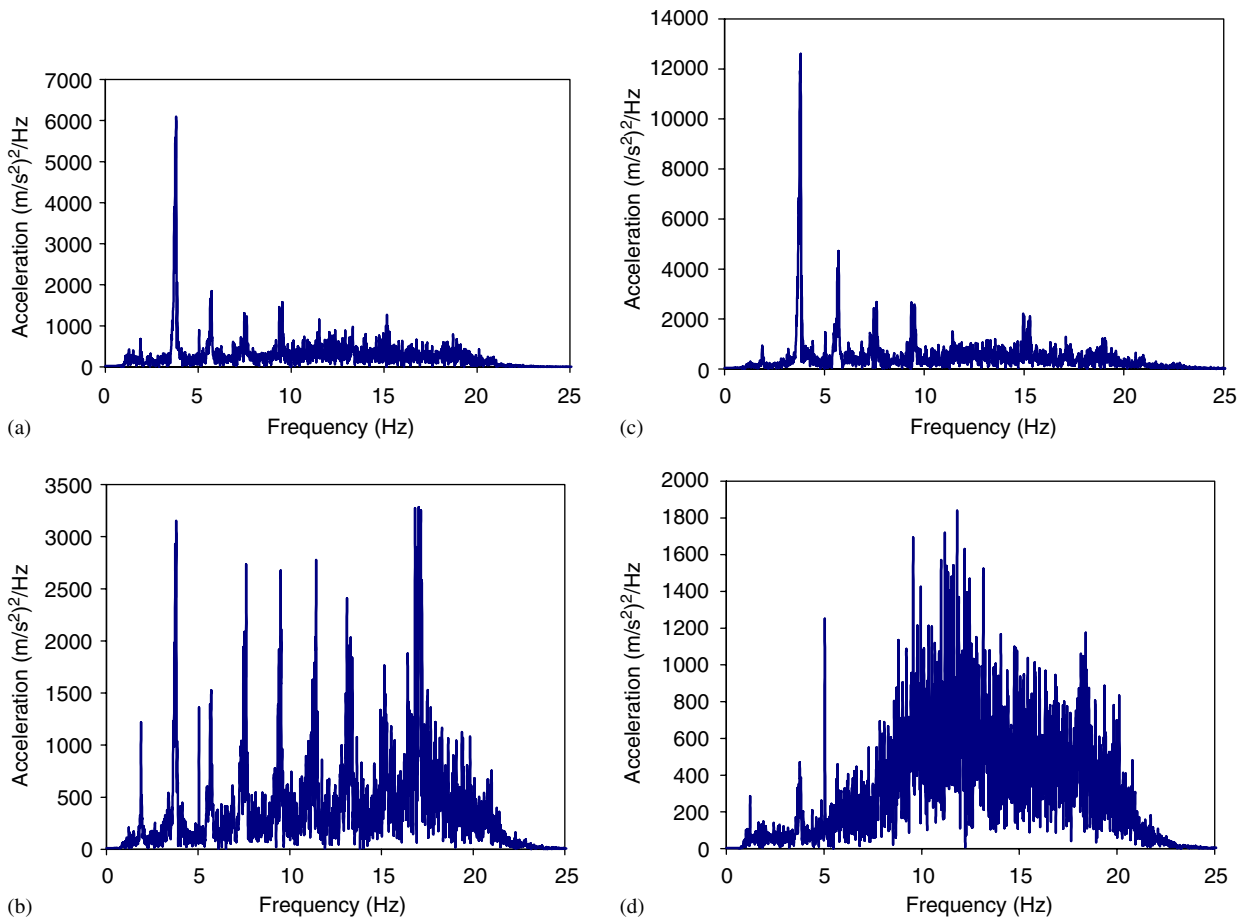 7000
6000
5000
4000
3000
2000
1000
0
0 5 10 15 20 25
Acceleration (m/s²)²/Hz
Frequency (Hz)
(a)
14000
12000
10000
8000
6000
4000
2000
0
0 5 10 15 20 25
Acceleration (m/s²)²/Hz
Frequency (Hz)
(c)
3500
3000
2500
2000
1500
1000
500
0
0 5 10 15 20 25
Acceleration (m/s²)²/Hz
Frequency (Hz)
(b)
2000
1800
1600
1400
1200
1000
800
600
400
200
0
0 5 10 15 20 25
Acceleration (m/s²)²/Hz
Frequency (Hz)
(d)